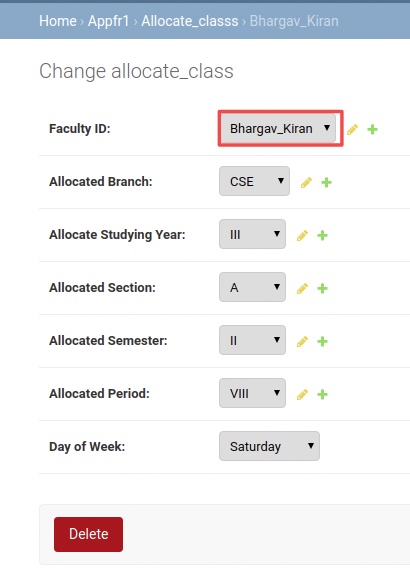 Home › Appfr1 › Allocate_classs › Bhargav_Kiran
Change allocate_class
Faculty ID: Bhargav_Kiran
Allocated Branch: CSE
Allocate Studying Year: III
Allocated Section: A
Allocated Semester: II
Allocated Period: VIII
Day of Week: Saturday
Delete